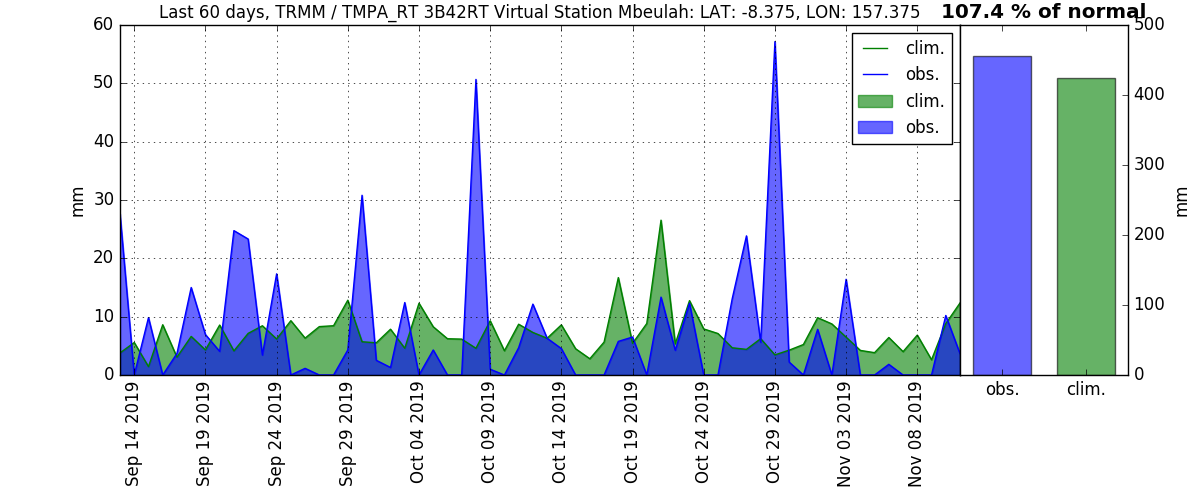 Last 60 days, TRMM / TMPA_RT 3B42RT Virtual Station Mbeulah: LAT: -8.375, LON: 157.375
107.4 % of normal
60
50
40
30
20
10
0
mm
clim.
obs.
clim.
obs.
500
400
300
200
100
0
mm
Sep 14 2019
Sep 19 2019
Sep 24 2019
Sep 29 2019
Oct 04 2019
Oct 09 2019
Oct 14 2019
Oct 19 2019
Oct 24 2019
Oct 29 2019
Nov 03 2019
Nov 08 2019
obs.
clim.